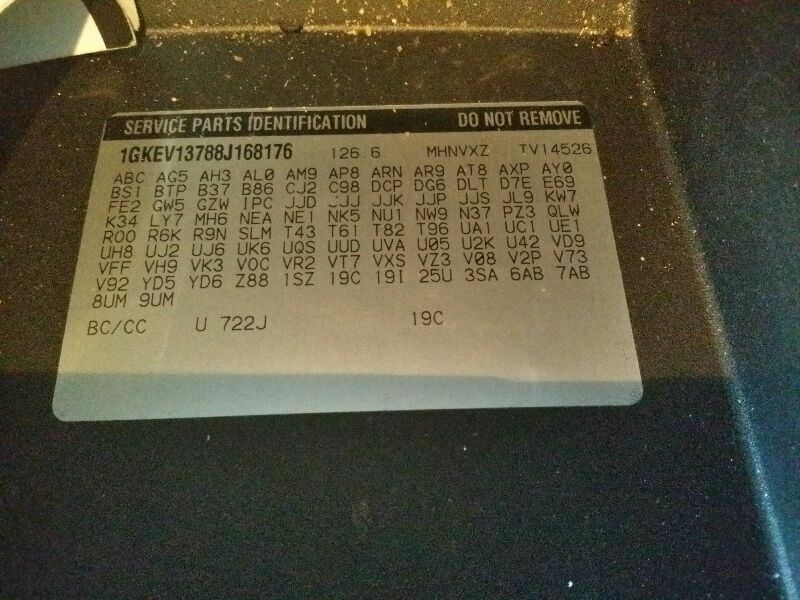 SERVICE PARTS IDENTIFICATION DO NOT REMOVE
1GKEV13788J168176 126.6 MHNVXZ TV14526
ABC AG5 AH3 AL0 AM9 AP8 ARN AR9 AT8 AXP AY0
BS1 BTP B37 B86 CJ2 C98 DCP DG6 DLT D7E E69
FE2 GW5 GZW IPC JJD JJK JJP JJS JL9 KW7
K34 LY7 MH6 NEA NE1 NK5 NU1 NW9 N37 PZ3 QLW
R00 R6K R9N SLM T43 T61 T82 T96 UA1 UC1 UE1
UH8 UJ2 UJ6 UK6 UQS UUD UVA U05 U2K U42 VD9
VFF VH9 VK3 VOC VR2 VT7 VXS VZ3 V08 V2P V73
V92 YD5 YD6 Z88 1SZ 19C 19I 25U 3SA 6AB 7AB
8UM 9UM
BC/CC U 722J 19C